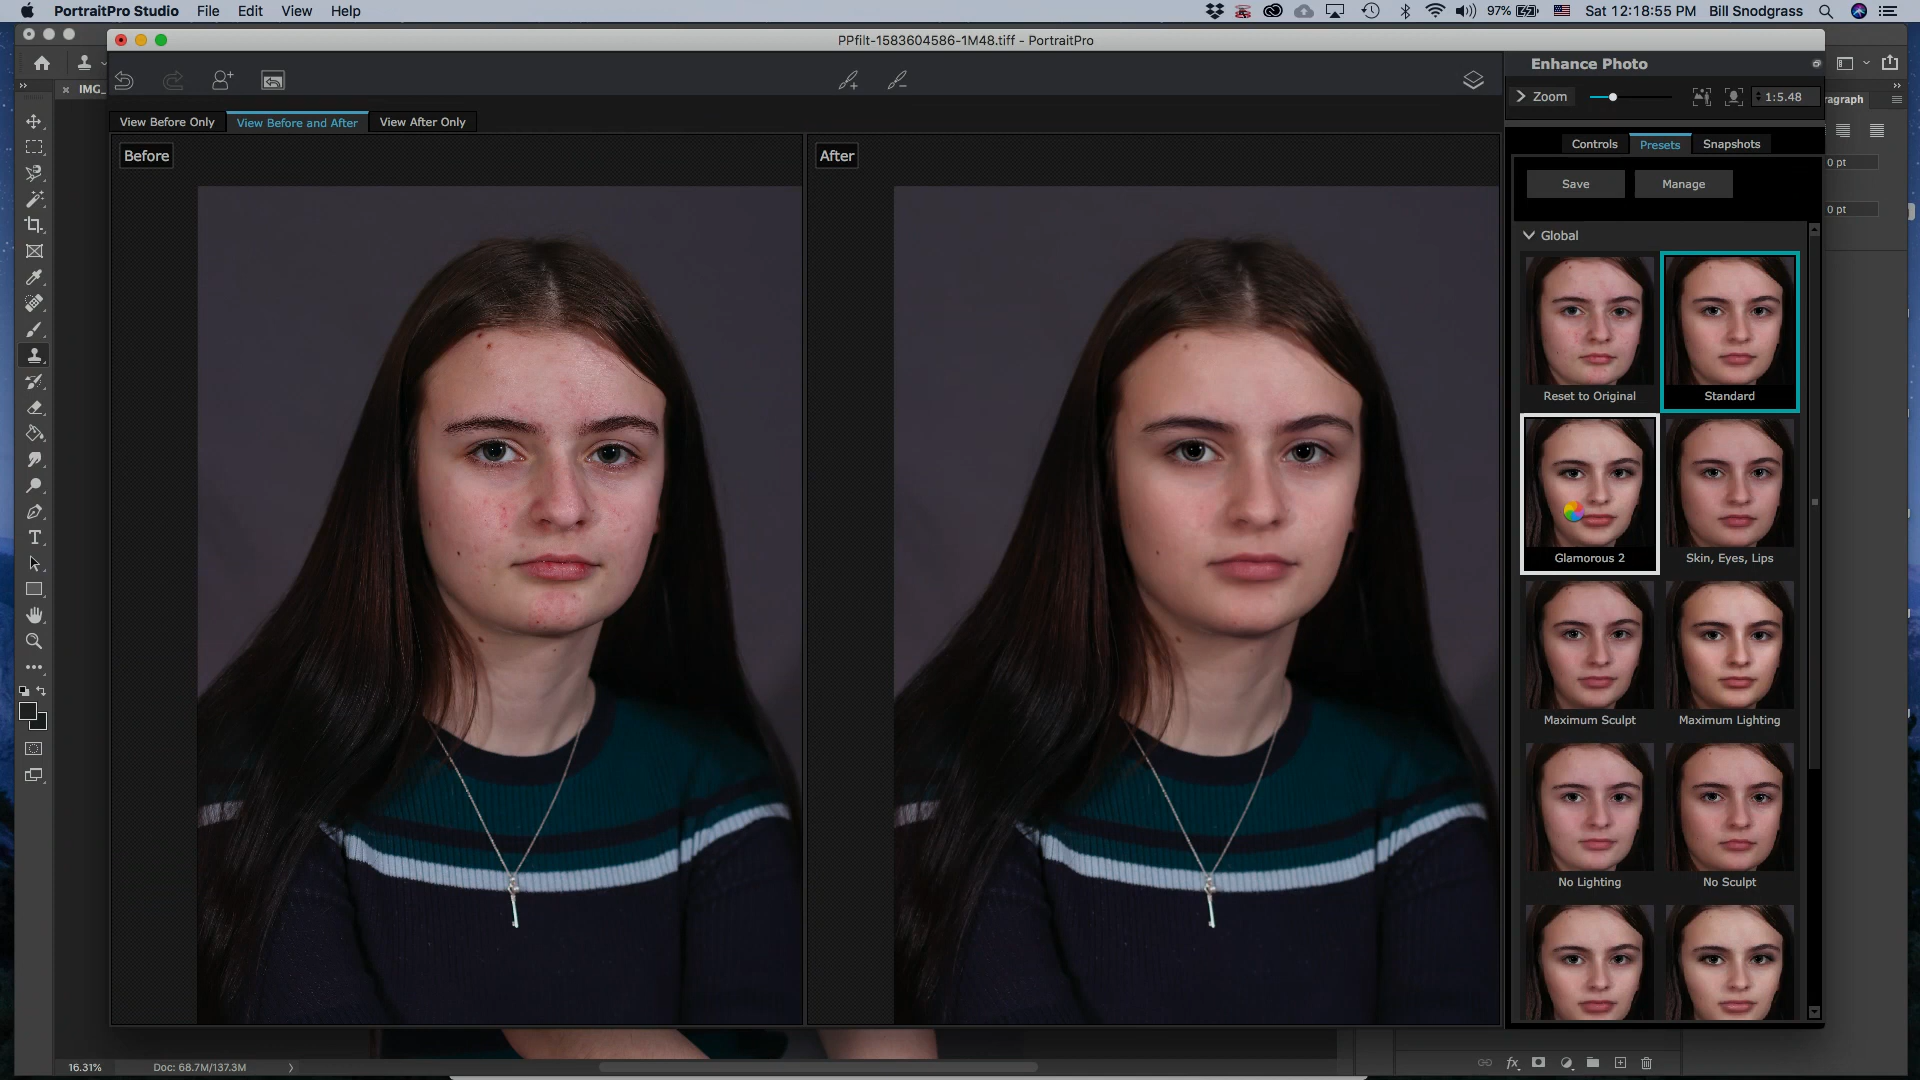 PortraitPro Studio File Edit View Help 97% Sat 12:18:55 PM Bill Snodgrass
PPfilt-1583604586-1M48.tiff - PortraitPro
Enhance Photo
IMG_
Zoom 1:5.48
ragraph
View Before Only View Before and After View After Only
Controls Presets Snapshots
Before After
0 pt
Save Manage
0 pt
Global
Reset to Original Standard
Glamorous 2 Skin, Eyes, Lips
Maximum Sculpt Maximum Lighting
No Lighting No Sculpt
16.31% Doc: 68.7M/137.3M
fx